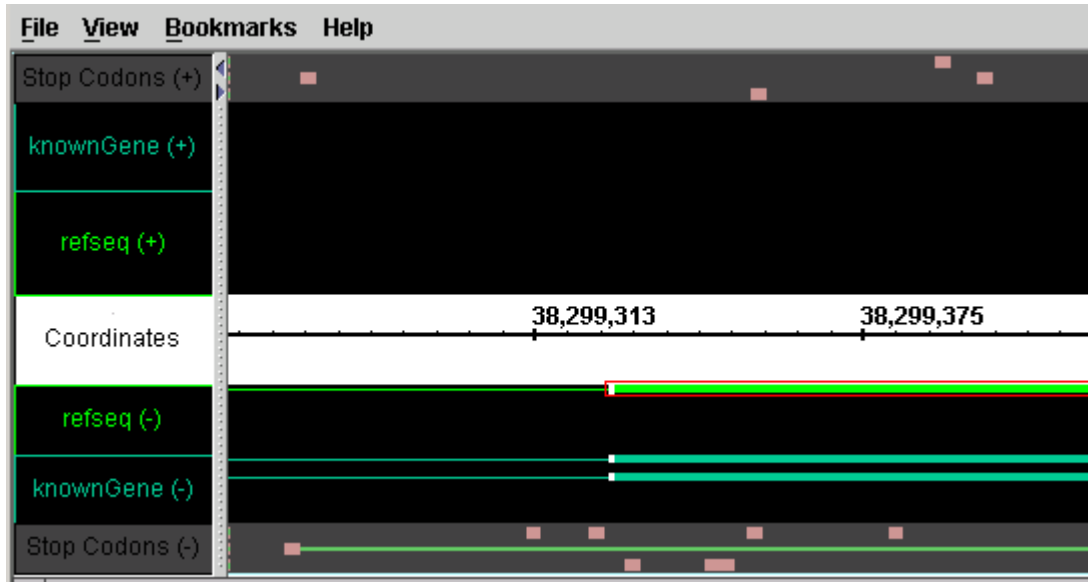 File View Bookmarks Help
Stop Codons (+)
knownGene (+)
refseq (+)
Coordinates
38,299,313 38,299,375
refseq (-)
knownGene (-)
Stop Codons (-)